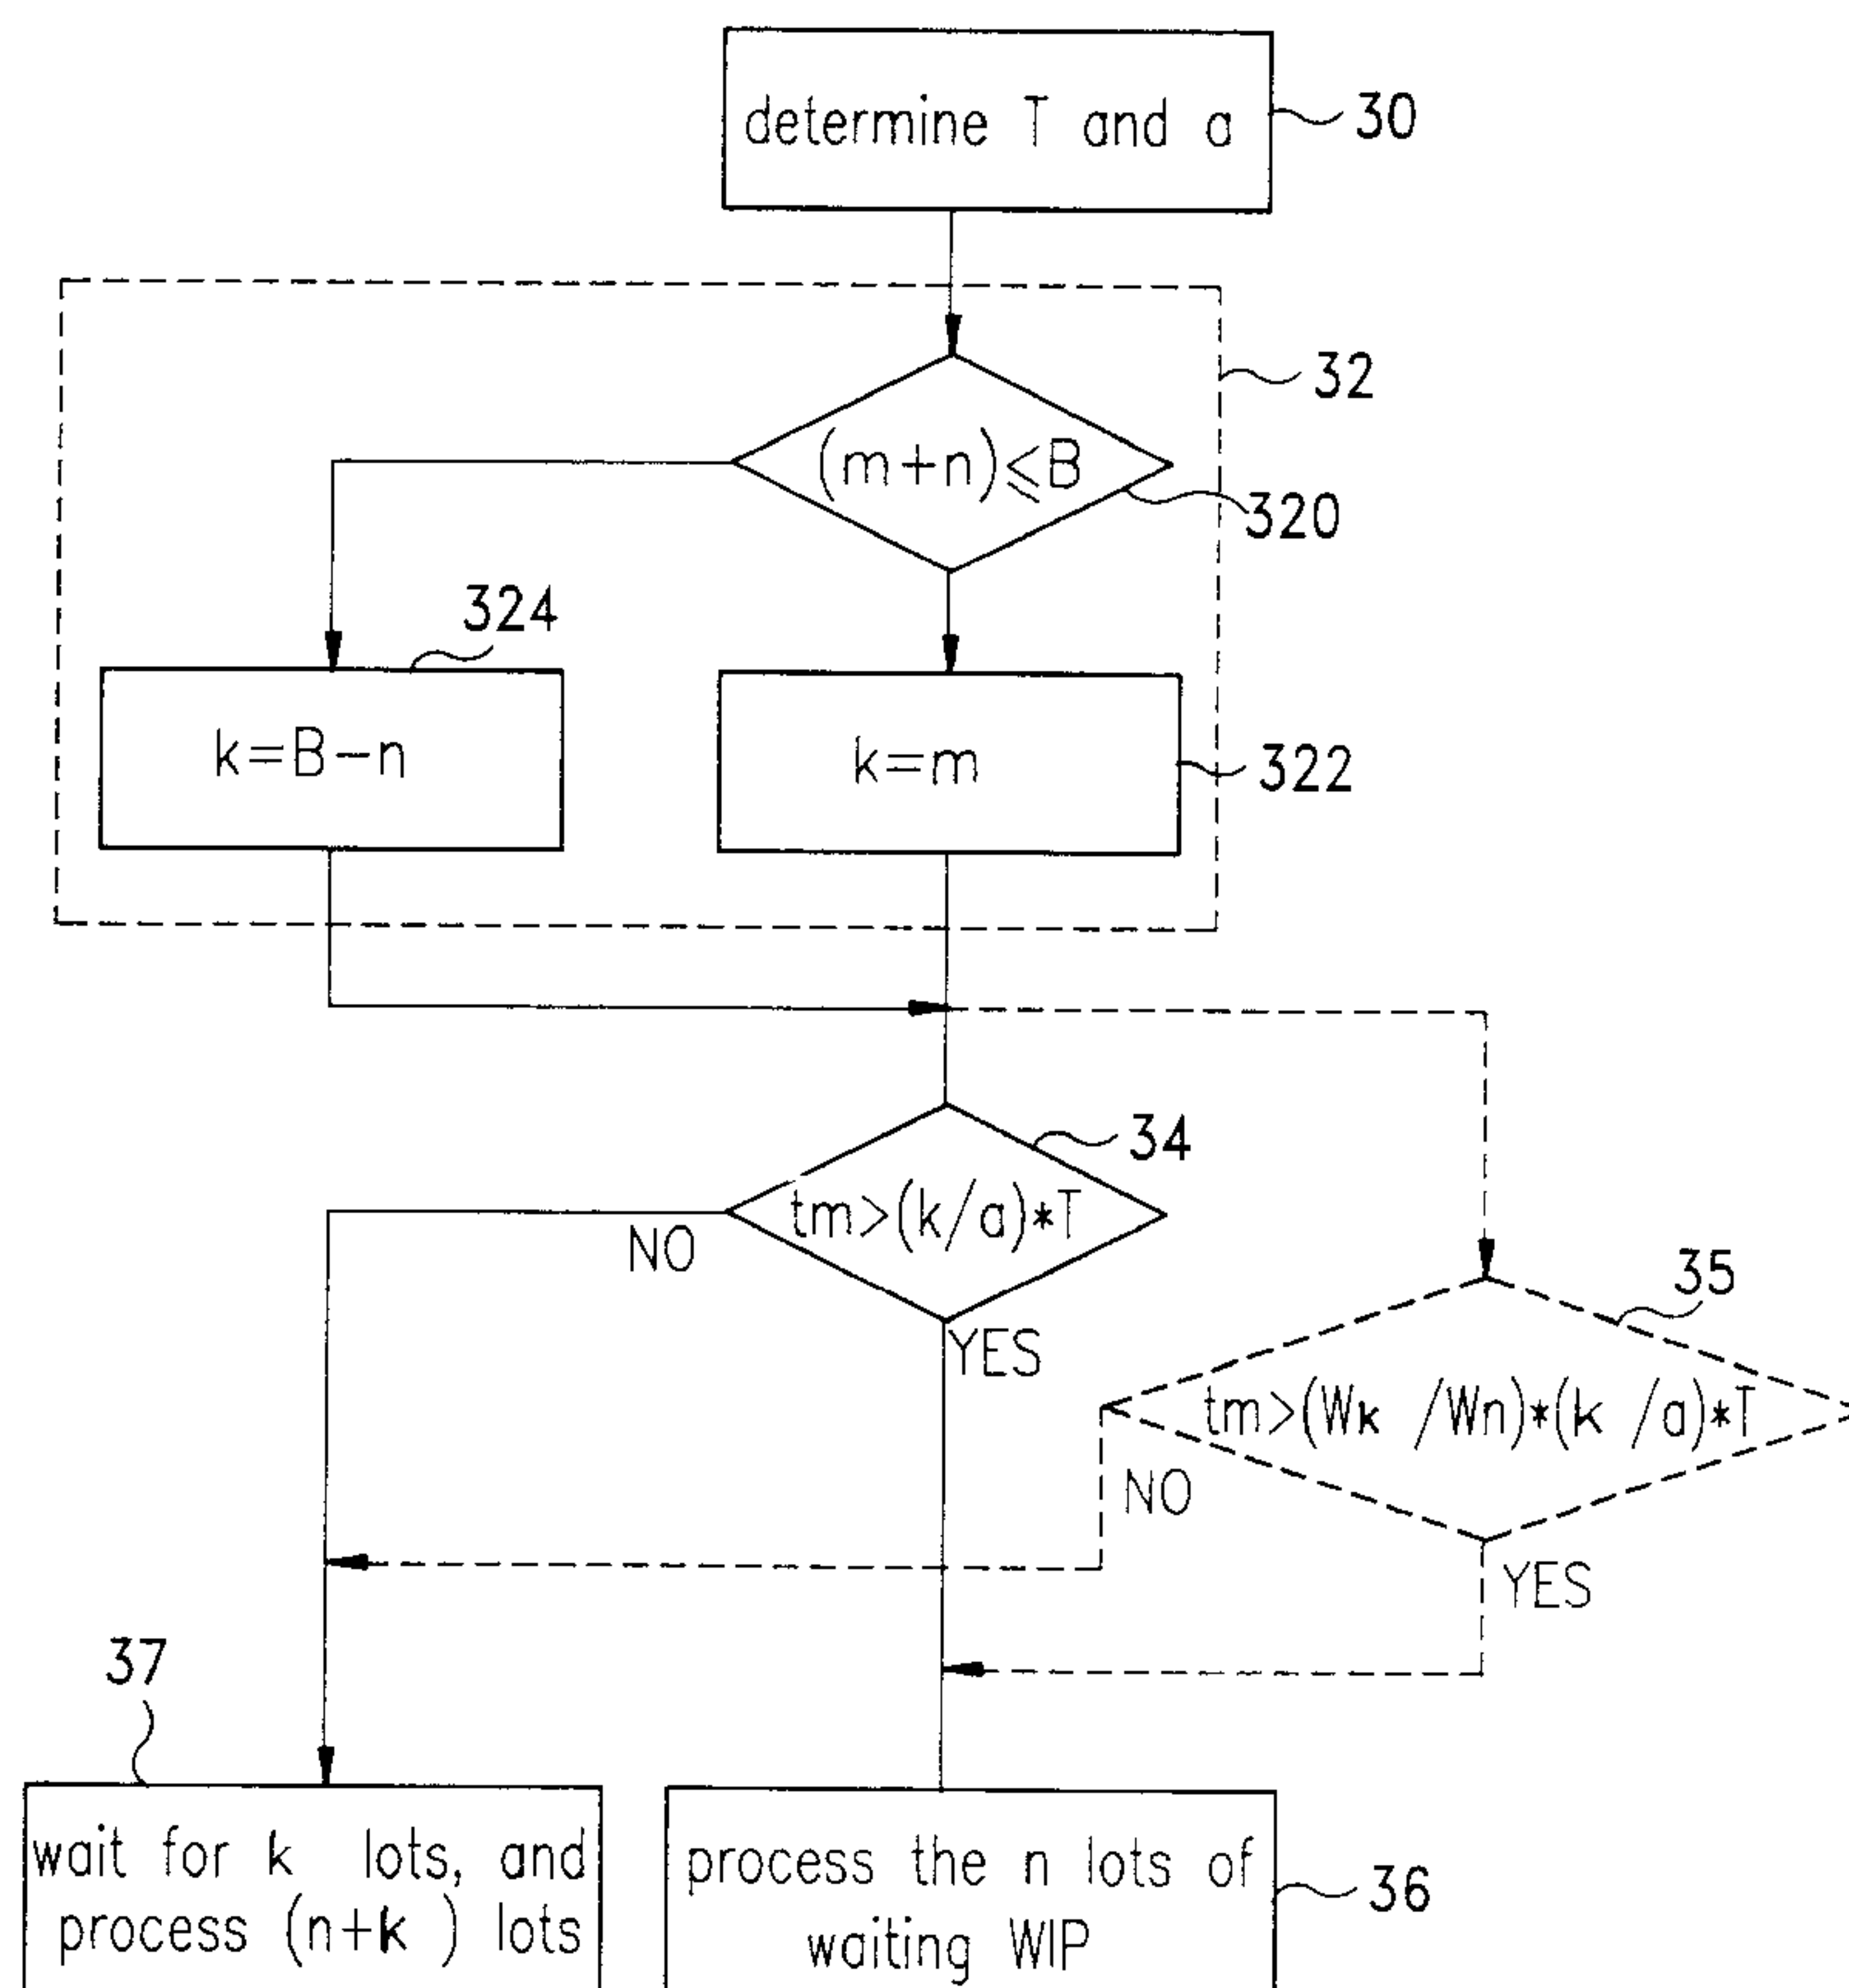 determine T and a
30
32
(m+n)≤B
320
324
k=B-n
k=m
322
34
tm>(k/a)*T
NO
YES
35
tm>(Wk /Wn)*(k /a)*T
NO
YES
37
wait for k lots, and
process (n+k ) lots
process the n lots of
waiting WIP
36